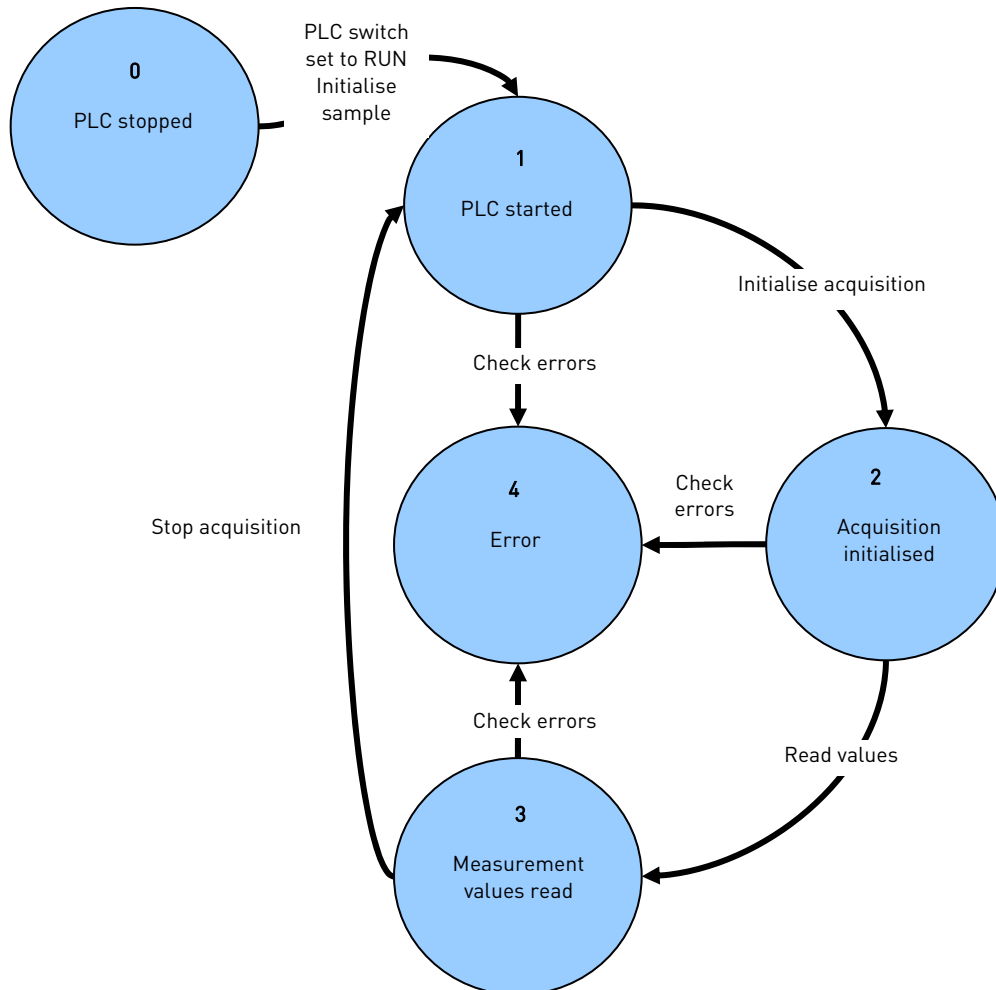 0
PLC stopped
PLC switch
set to RUN
Initialise
sample
1
PLC started
Initialise acquisition
Check errors
4
Error
Check
errors
2
Acquisition
initialised
Stop acquisition
Check errors
Read values
3
Measurement
values read